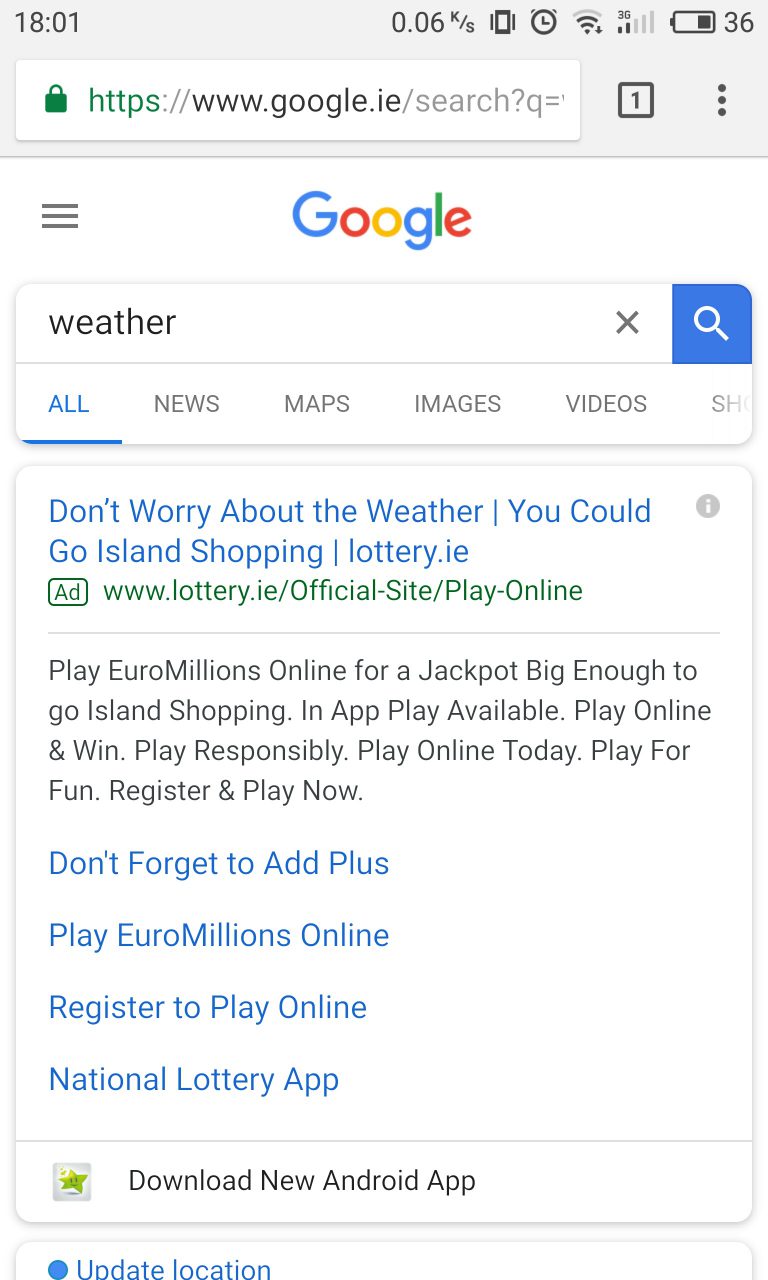 18:01 0.06 K/s 3G 36
https://www.google.ie/search?q=
1
Google
weather
ALL NEWS MAPS IMAGES VIDEOS SHO
Don’t Worry About the Weather | You Could
Go Island Shopping | lottery.ie
Ad www.lottery.ie/Official-Site/Play-Online
Play EuroMillions Online for a Jackpot Big Enough to
go Island Shopping. In App Play Available. Play Online
& Win. Play Responsibly. Play Online Today. Play For
Fun. Register & Play Now.
Don't Forget to Add Plus
Play EuroMillions Online
Register to Play Online
National Lottery App
Download New Android App
Update location